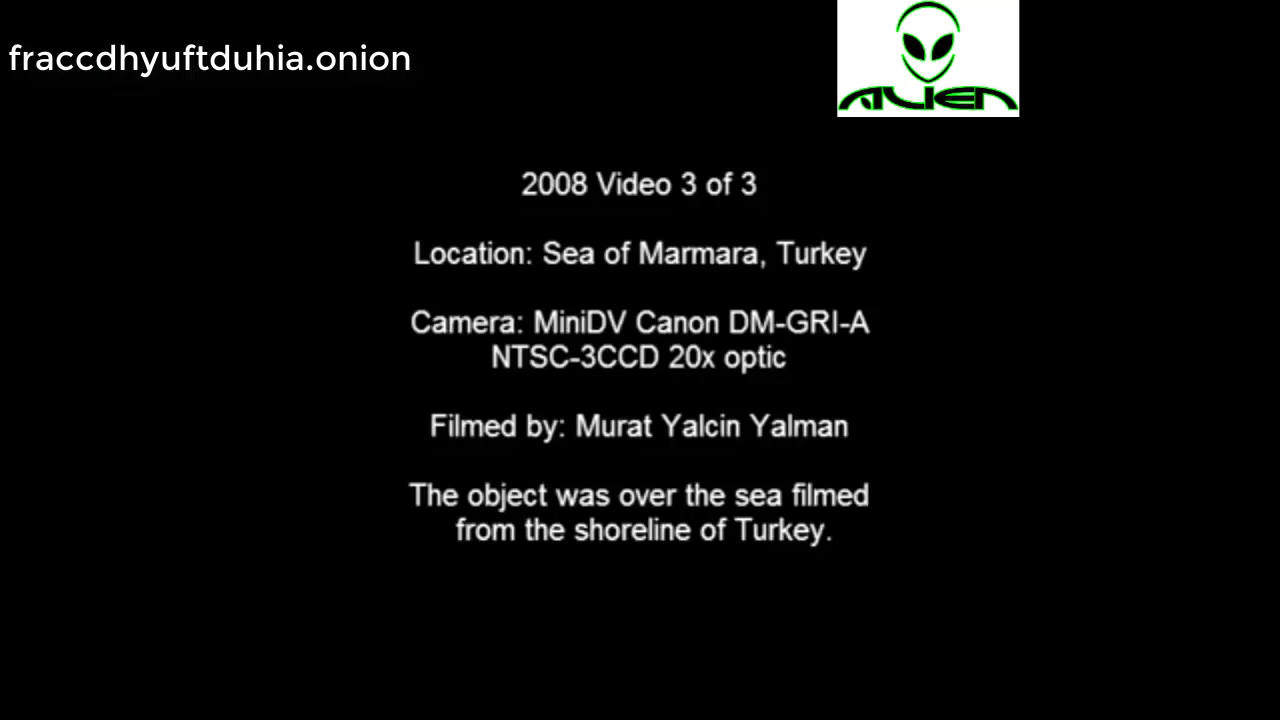 fraccdhyuftduhia.onion
ALIEN
2008 Video 3 of 3
Location: Sea of Marmara, Turkey
Camera: MiniDV Canon DM-GRI-A
NTSC-3CCD 20x optic
Filmed by: Murat Yalcin Yalman
The object was over the sea filmed
from the shoreline of Turkey.